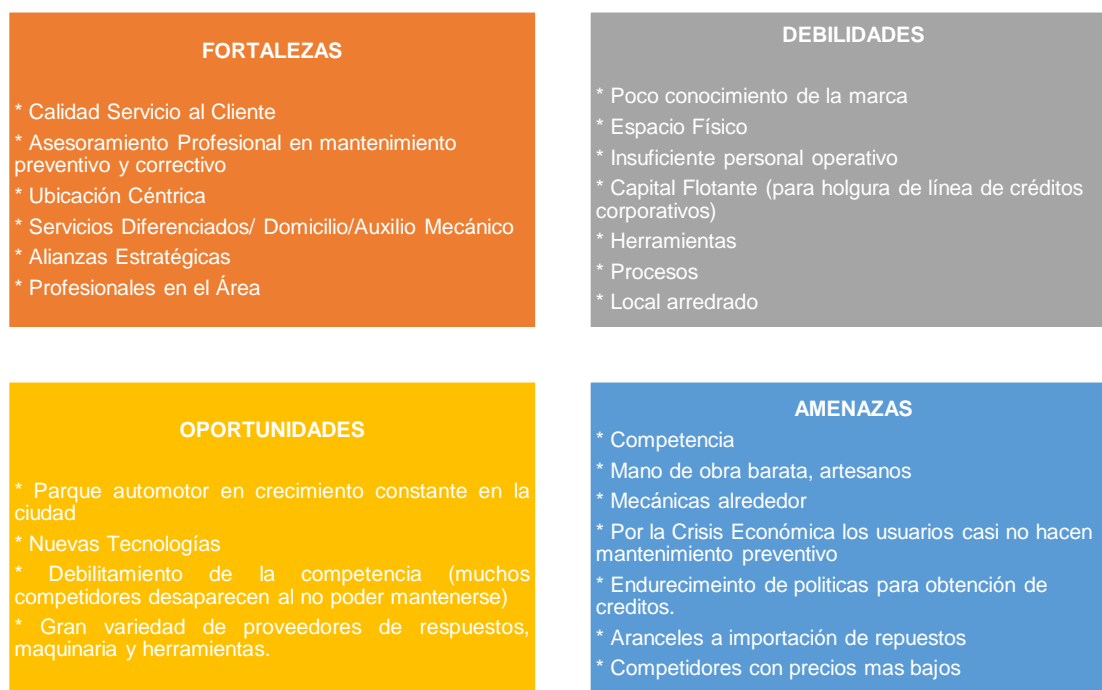 FORTALEZAS
* Calidad Servicio al Cliente
* Asesoramiento Profesional en mantenimiento
preventivo y correctivo
* Ubicación Céntrica
* Servicios Diferenciados/ Domicilio/Auxilio Mecánico
* Alianzas Estratégicas
* Profesionales en el Área
DEBILIDADES
* Poco conocimiento de la marca
* Espacio Físico
* Insuficiente personal operativo
* Capital Flotante (para holgura de línea de créditos
corporativos)
* Herramientas
* Procesos
* Local arredrado
OPORTUNIDADES
* Parque automotor en crecimiento constante en la
ciudad
* Nuevas Tecnologías
* Debilitamiento de la competencia (muchos
competidores desaparecen al no poder mantenerse)
* Gran variedad de proveedores de respuestos,
maquinaria y herramientas.
AMENAZAS
* Competencia
* Mano de obra barata, artesanos
* Mecánicas alrededor
* Por la Crisis Económica los usuarios casi no hacen
mantenimiento preventivo
* Endurecimeinto de politicas para obtención de
creditos.
* Aranceles a importación de repuestos
* Competidores con precios mas bajos